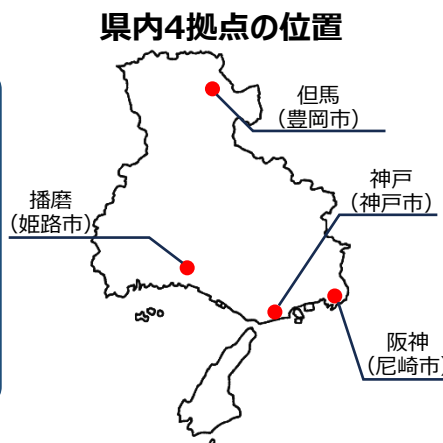 県内4拠点の位置
但馬
（豊岡市）
神戸
（神戸市）
播磨
（姫路市）
阪神
（尼崎市）